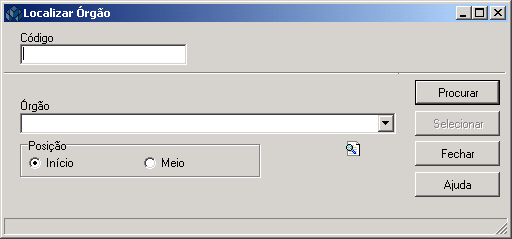 Localizar Órgão
Código
Procurar
Órgão
Selecionar
Posição
Início Meio
Fechar
Ajuda